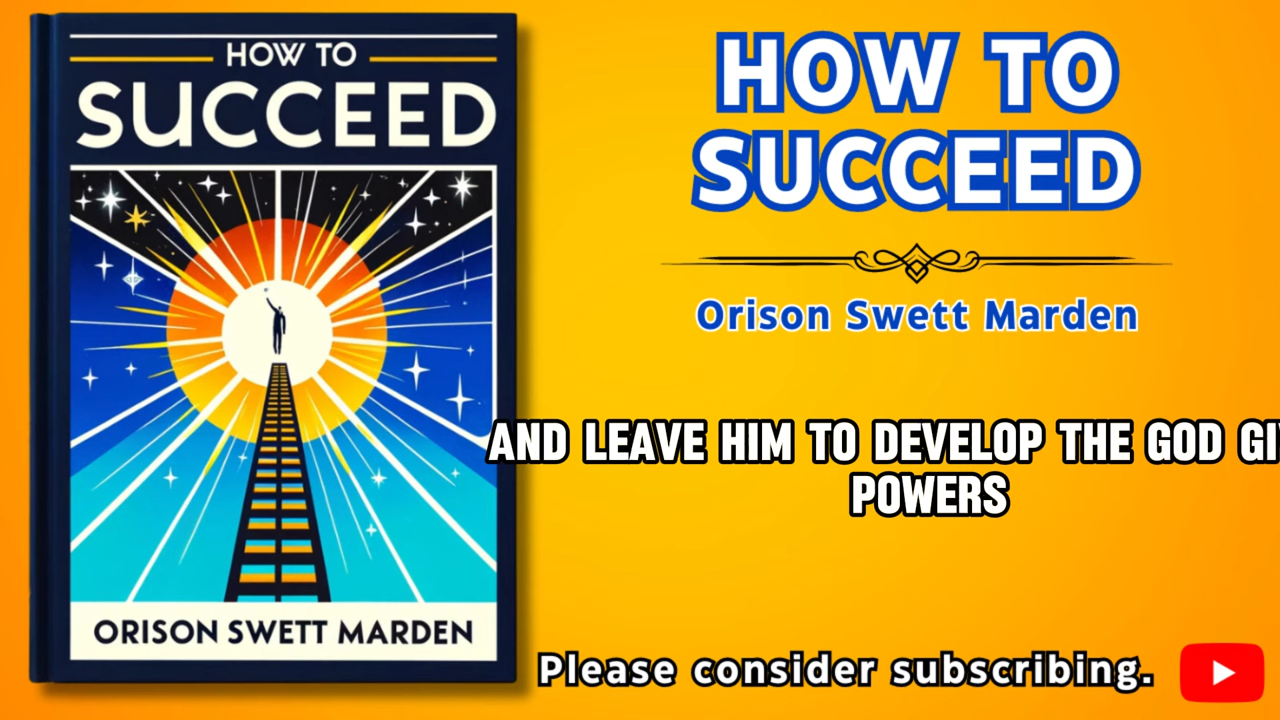 HOW TO
SUCCEED
ORISON SWETT MARDEN
HOW TO
SUCCEED
Orison Swett Marden
AND LEAVE HIM TO DEVELOP THE GOD
POWERS
Please consider subscribing.